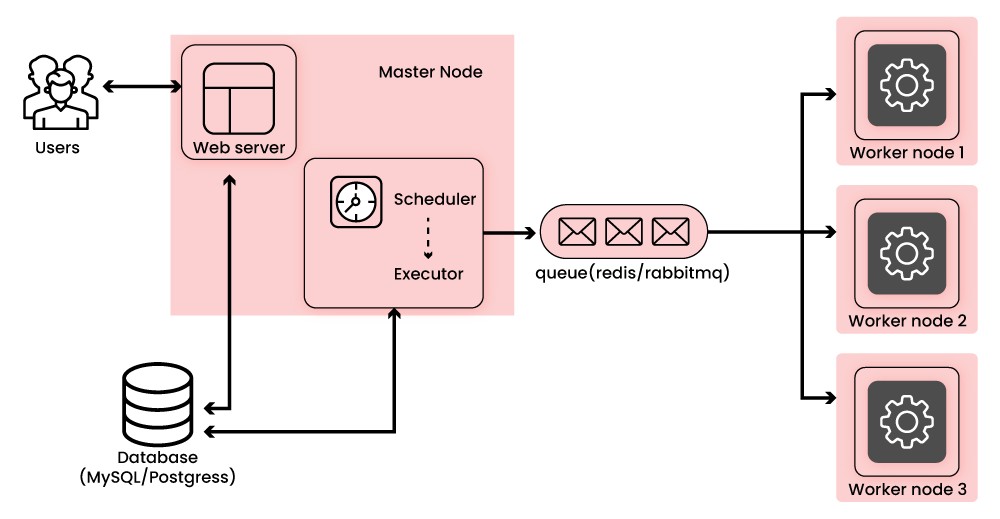 Users
Web server
Master Node
Scheduler
Executor
queue(redis/rabbitmq)
Worker node 1
Worker node 2
Worker node 3
Database
(MySQL/Postgress)